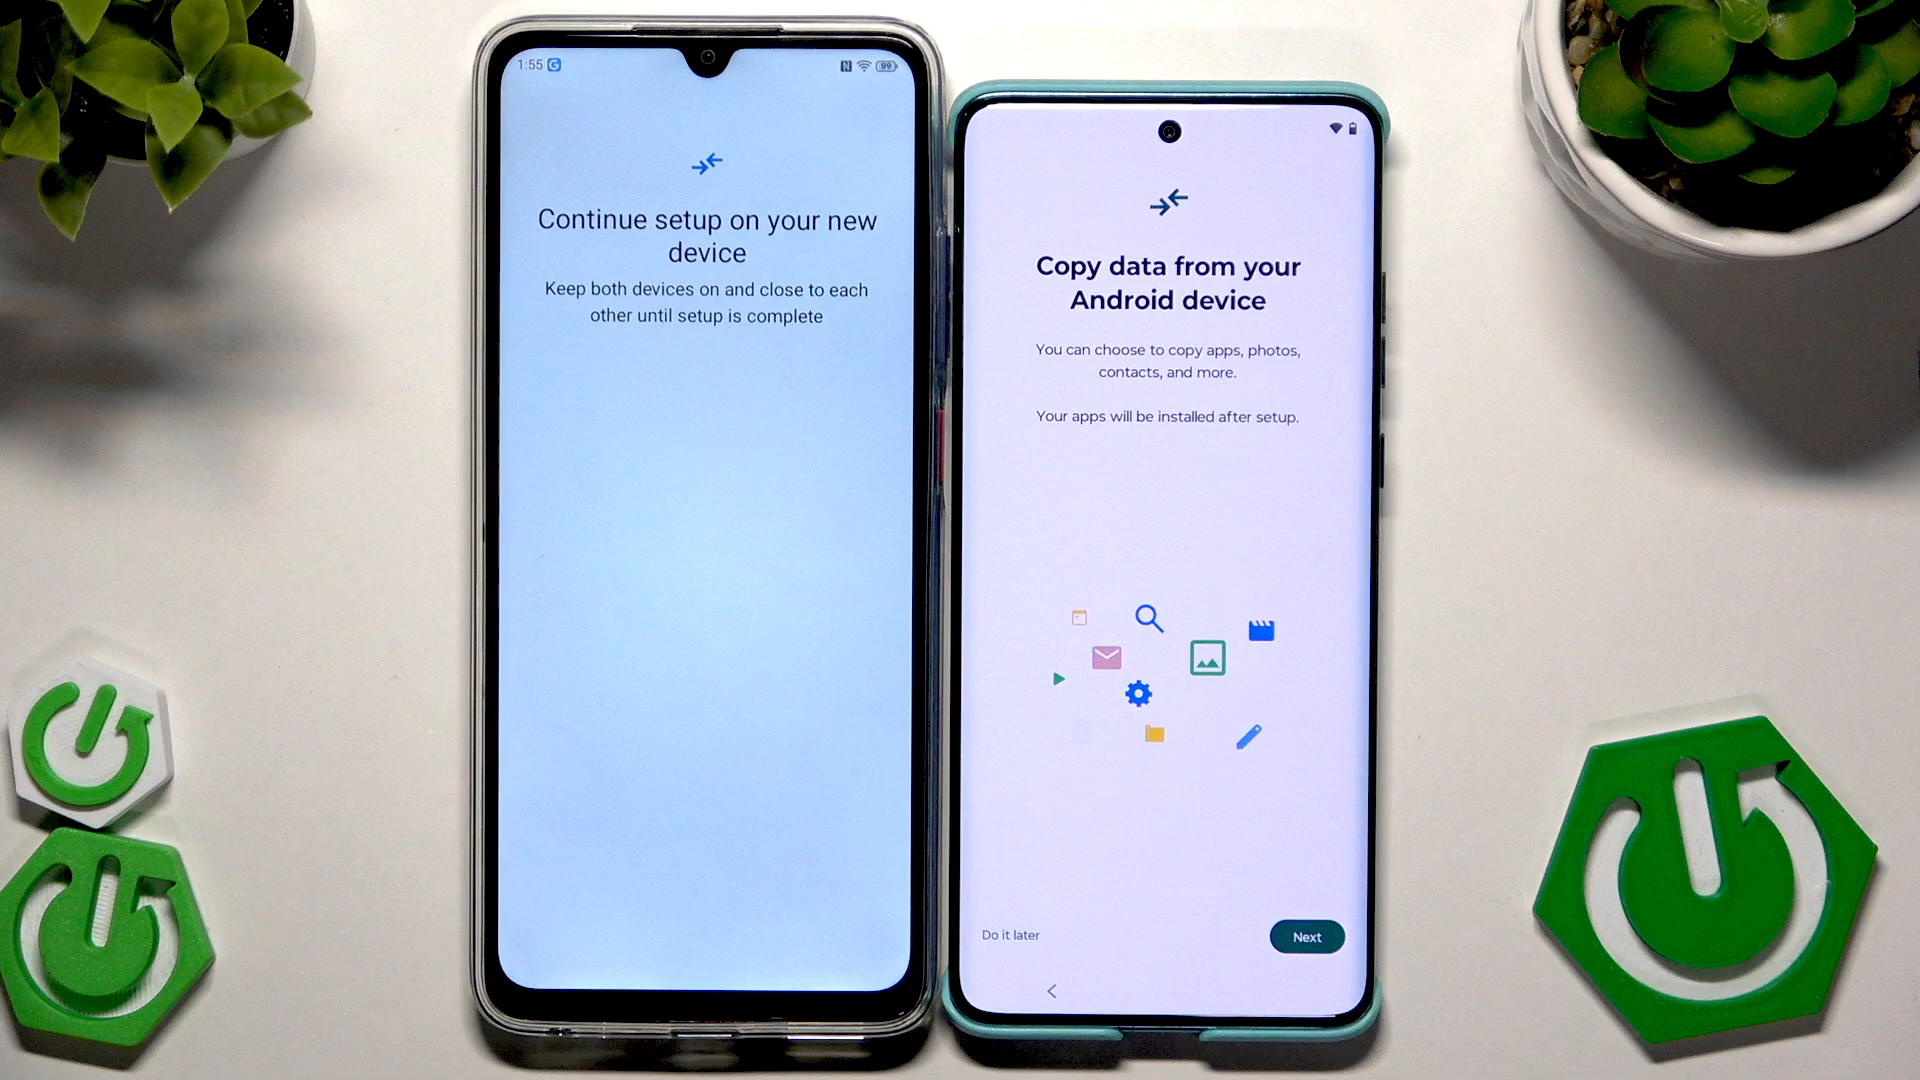 1:55
99
Continue setup on your new
device
Keep both devices on and close to each
other until setup is complete
Copy data from your
Android device
You can choose to copy apps, photos,
contacts, and more.
Your apps will be installed after setup.
Do it later
Next